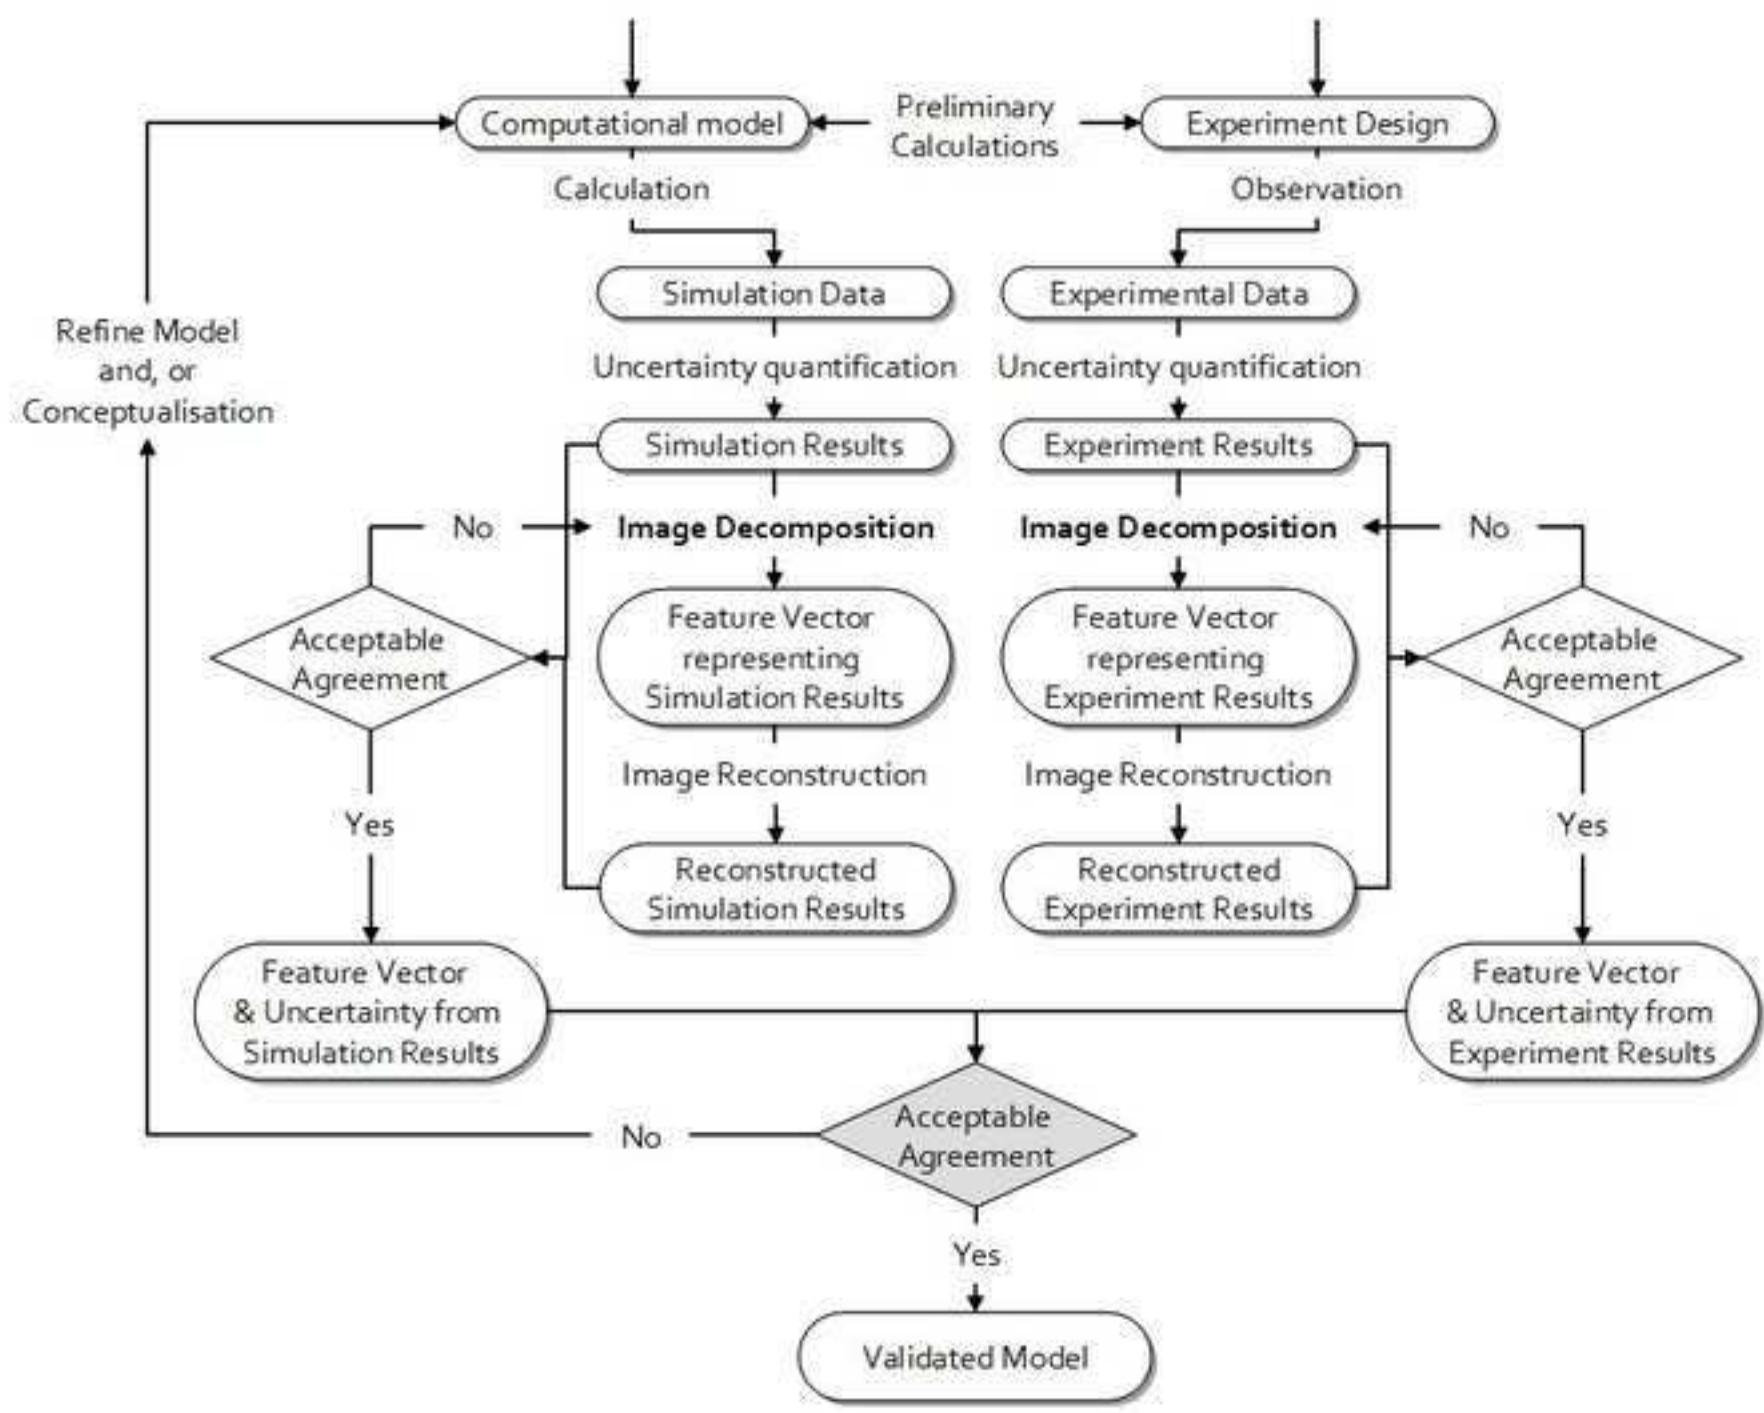 Computational model
Preliminary
Calculations
Experiment Design
Calculation
Observation
Simulation Data
Experimental Data
Refine Model
and, or
Conceptualisation
Uncertainty quantification
Uncertainty quantification
Simulation Results
Experiment Results
No
Image Decomposition
Image Decomposition
No
Acceptable
Agreement
Feature Vector
representing
Simulation Results
Feature Vector
representing
Experiment Results
Acceptable
Agreement
Image Reconstruction
Image Reconstruction
Yes
Yes
Reconstructed
Simulation Results
Reconstructed
Experiment Results
Feature Vector
& Uncertainty from
Simulation Results
Feature Vector
& Uncertainty from
Experiment Results
Acceptable
Agreement
No
Yes
Validated Model